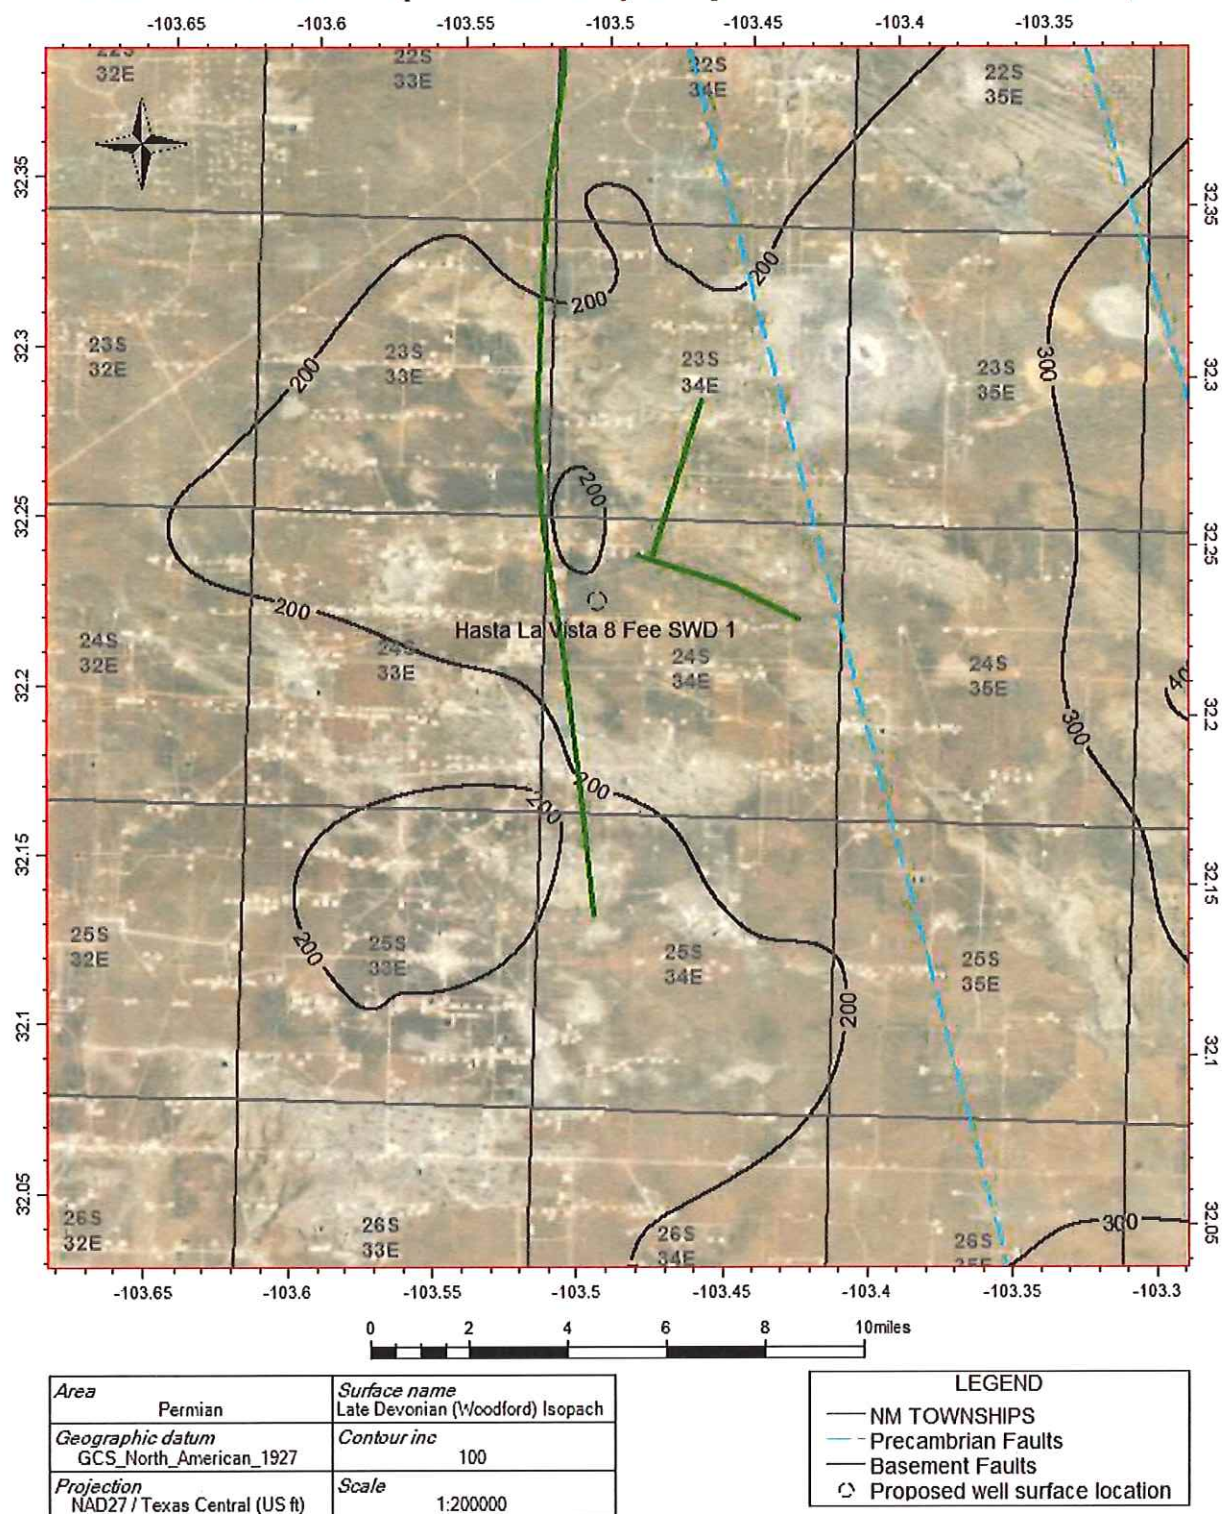 -103.65 -103.6 -103.55 -103.5 -103.45 -103.4 -103.35
22S 22S 22S 22S
32E 33E 34E 35E
32.35 32.35
200 200
23S 23S 23S 23S
32E 33E 34E 35E
32.3 200 300 32.3
200
32.25 32.25
200
Hasta La Vista 8 Fee SWD 1
24S 24S 24S 24S
32E 33E 34E 35E
32.2 300 32.2
200
200
32.15 32.15
200
25S 25S 25S 25S
32E 33E 34E 35E
200
32.1 32.1
32.05 300 32.05
26S 26S 26S 26S
32E 33E 34E
-103.65 -103.6 -103.55 -103.5 -103.45 -103.4 -103.35 -103.3
0 2 4 6 8 10miles
Area
Permian
Surface name
Late Devonian (Woodford) Isopach
Geographic datum
GCS_North_American_1927
Contour inc
100
Projection
NAD27 / Texas Central (US ft)
Scale
1:200000
LEGEND
NM TOWNSHIPS
Precambrian Faults
Basement Faults
Proposed well surface location